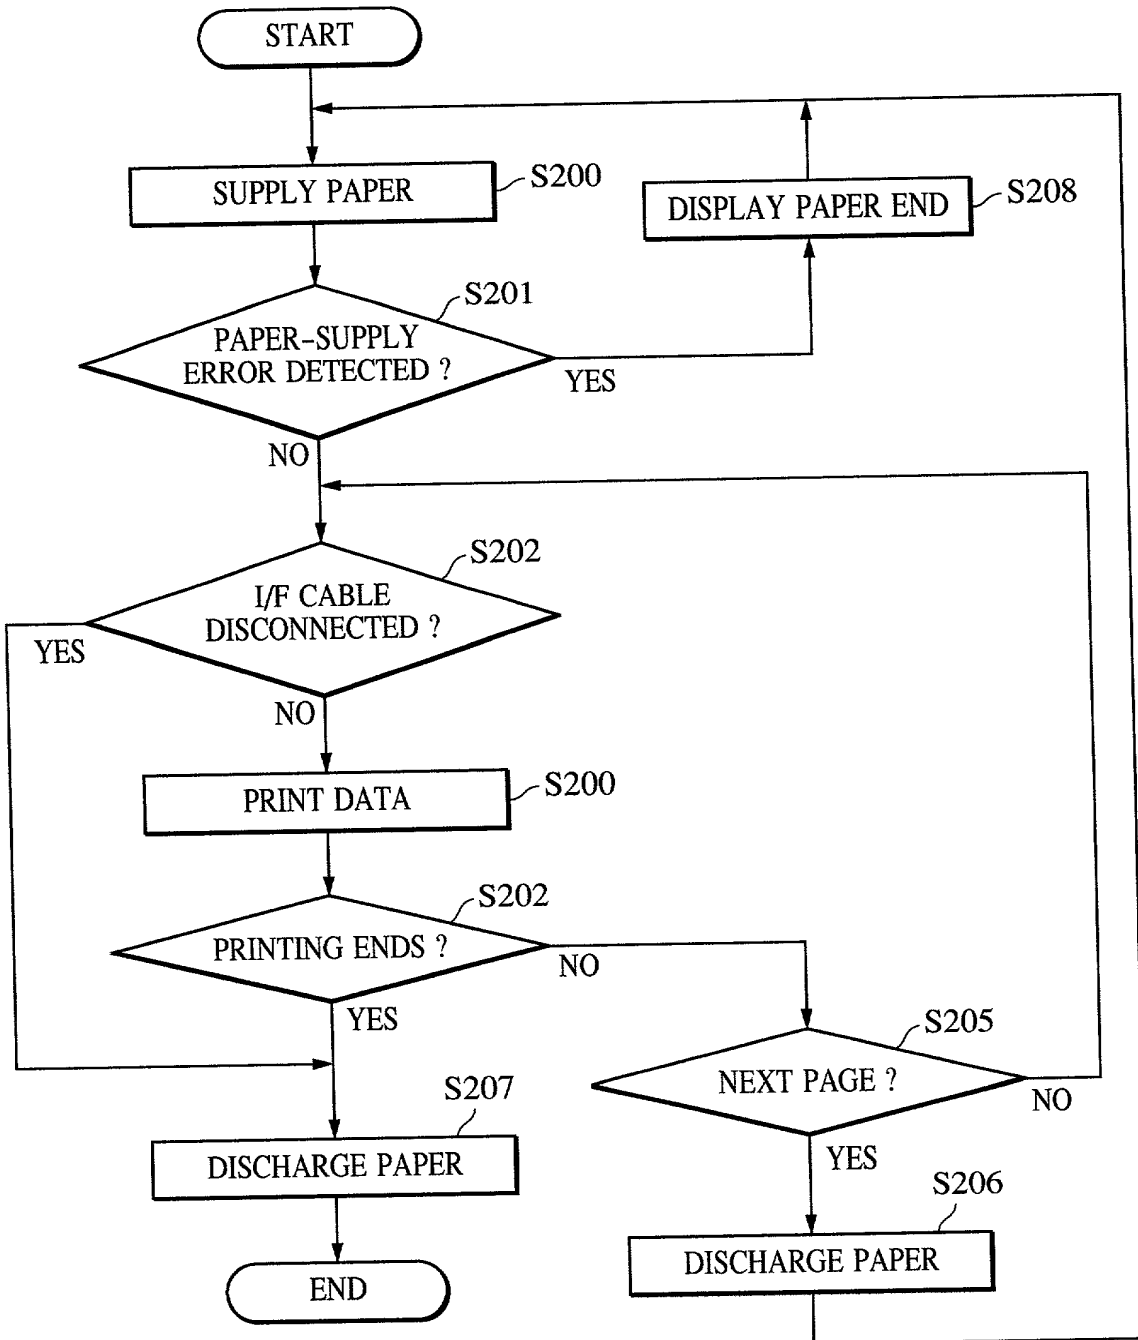 START
SUPPLY PAPER
S200
DISPLAY PAPER END
S208
S201
PAPER-SUPPLY
ERROR DETECTED ?
YES
NO
S202
I/F CABLE
DISCONNECTED ?
YES
NO
PRINT DATA
S200
S202
PRINTING ENDS ?
NO
YES
S205
NEXT PAGE ?
NO
YES
S207
DISCHARGE PAPER
S206
DISCHARGE PAPER
END